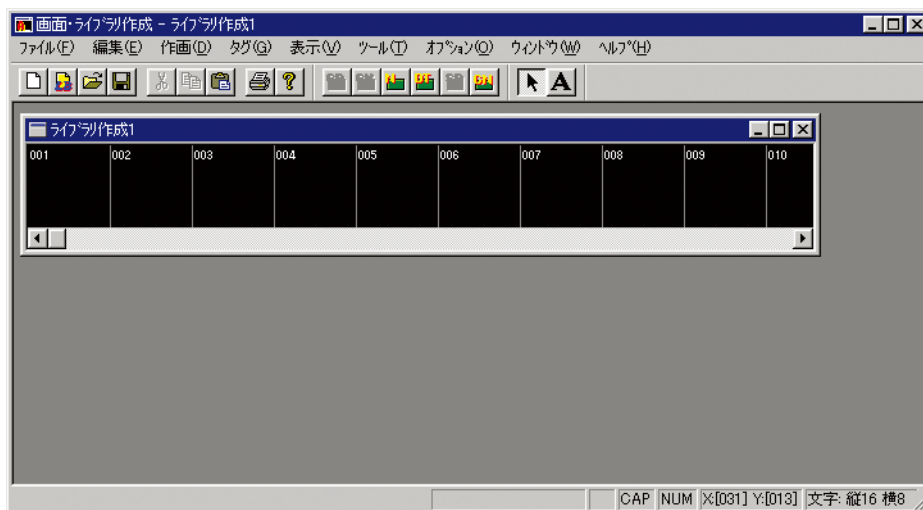 画面・ライブラリ作成 - ライブラリ作成1
ファイル(F) 編集(E) 作画(D) タグ(G) 表示(V) ツール(T) オプション(O) ウィンドウ(W) ヘルプ(H)
A
ライブラリ作成1
001 002 003 004 005 006 007 008 009 010
CAP NUM X:[031] Y:[013] 文字: 縦16 横8